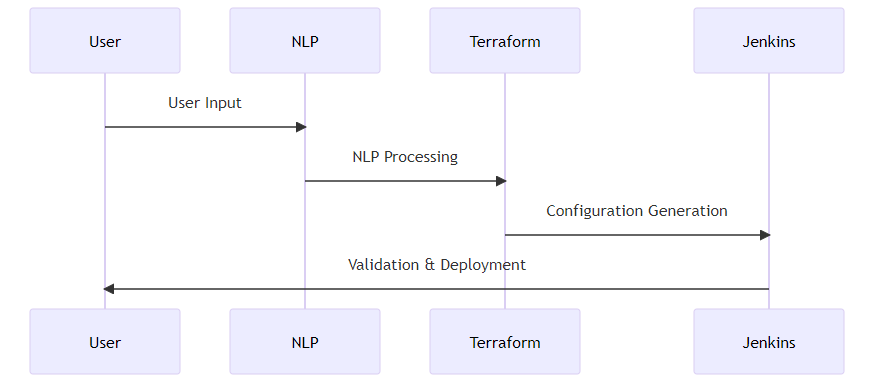 User
NLP
Terraform
Jenkins
User Input
NLP Processing
Configuration Generation
Validation & Deployment
User
NLP
Terraform
Jenkins